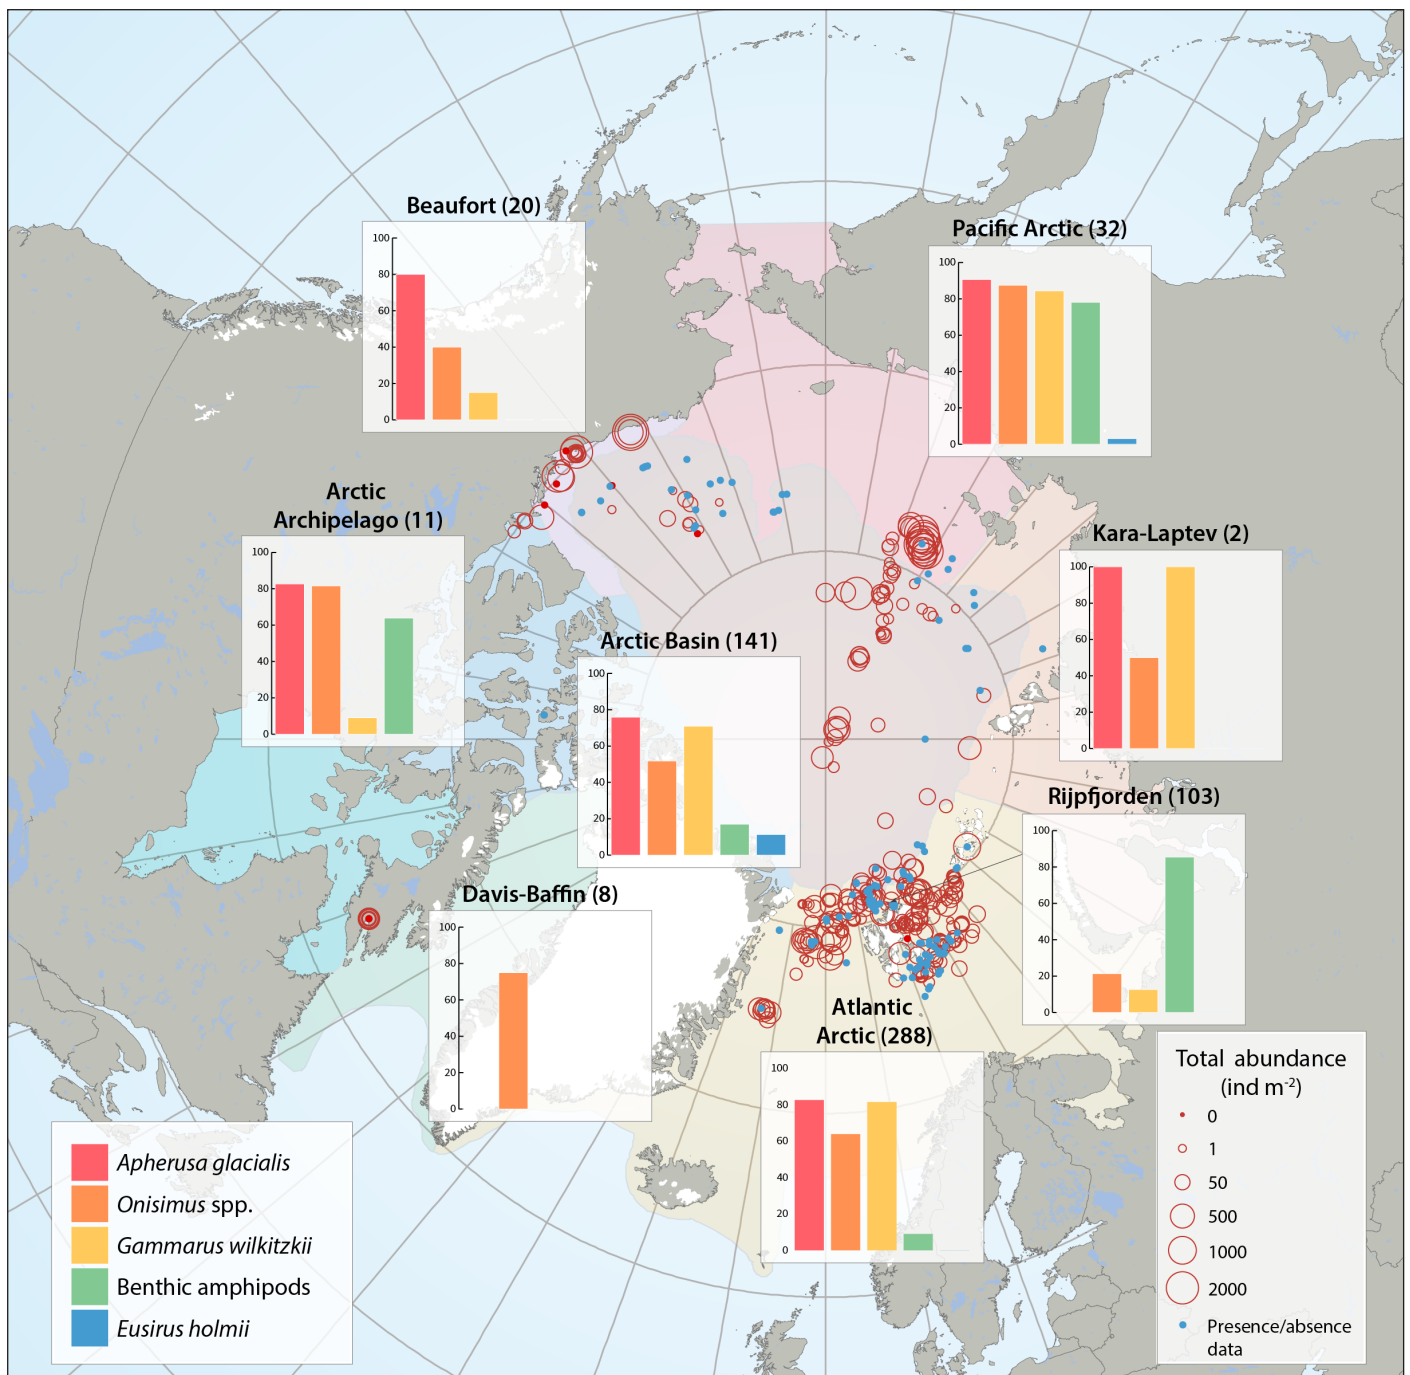 Beaufort (20)
100
80
60
40
20
0
Pacific Arctic (32)
100
80
60
40
20
0
Arctic
Archipelago (11)
100
80
60
40
20
0
Kara-Laptev (2)
100
80
60
40
20
0
Arctic Basin (141)
100
80
60
40
20
0
Rijpfjorden (103)
100
80
60
40
20
0
Davis-Baffin (8)
100
80
60
40
20
0
Atlantic
Arctic (288)
100
80
60
40
20
0
Apherusa glacialis
Onisimus spp.
Gammarus wilkitzkii
Benthic amphipods
Eusirus holmii
Total abundance
(ind m-2)
0
1
50
500
1000
2000
Presence/absence
data